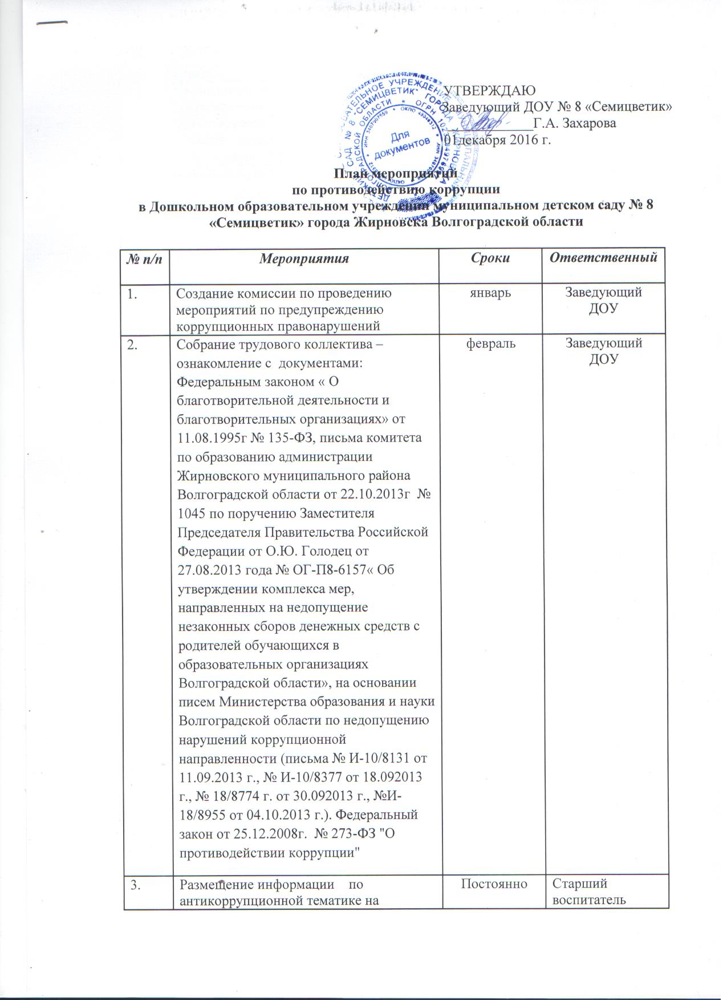 УТВЕРЖДАЮ
Заведующий ДОУ № 8 «Семицветик»
____________Г.А. Захарова
01декабря 2016 г.
Для
документов
План мероприятий
по противодействию коррупции
в Дошкольном образовательном учреждении муниципальном детском саду № 8
«Семицветик» города Жирновска Волгоградской области
№ п/п Мероприятия Сроки Ответственный
1. Создание комиссии по проведению январь Заведующий
мероприятий по предупреждению ДОУ
коррупционных правонарушений
2. Собрание трудового коллектива – февраль Заведующий
ознакомление с  документами: ДОУ
Федеральным законом « О
благотворительной деятельности и
благотворительных организациях» от
11.08.1995г № 135-ФЗ, письма комитета
по образованию администрации
Жирновского муниципального района
Волгоградской области от 22.10.2013г  №
1045 по поручению Заместителя
Председателя Правительства Российской
Федерации от О.Ю. Голодец от
27.08.2013 года № ОГ-П8-6157« Об
утверждении комплекса мер,
направленных на недопущение
незаконных сборов денежных средств с
родителей обучающихся в
образовательных организациях
Волгоградской области», на основании
писем Министерства образования и науки
Волгоградской области по недопущению
нарушений коррупционной
направленности (письма № И-10/8131 от
11.09.2013 г., № И-10/8377 от 18.092013
г., № 18/8774 г. от 30.092013 г., №И-
18/8955 от 04.10.2013 г.). Федеральный
закон от 25.12.2008г.  № 273-ФЗ "О
противодействии коррупции"
3. Размещение информации    по Постоянно Старший
антикоррупционной тематике на воспитатель